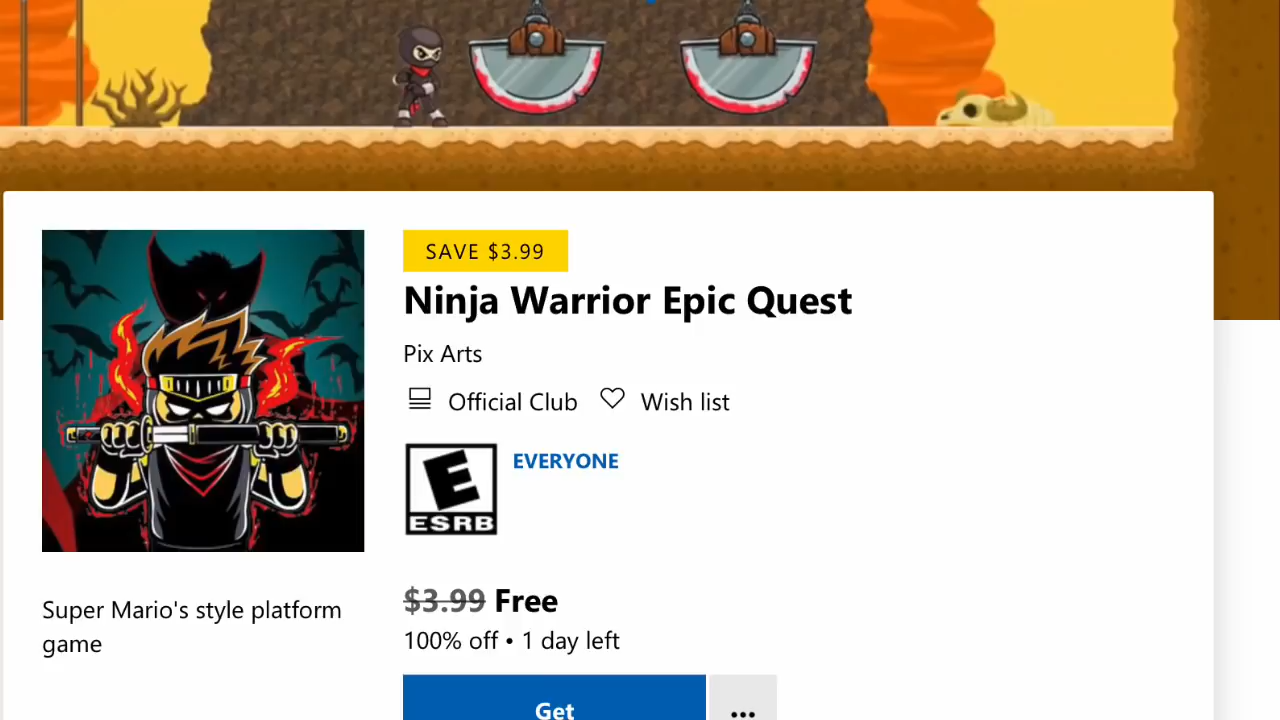 SAVE $3.99
Ninja Warrior Epic Quest
Pix Arts
Official Club Wish list
E
EVERYONE
ESRB
$3.99 Free
100% off • 1 day left
Super Mario's style platform
game
Get
...